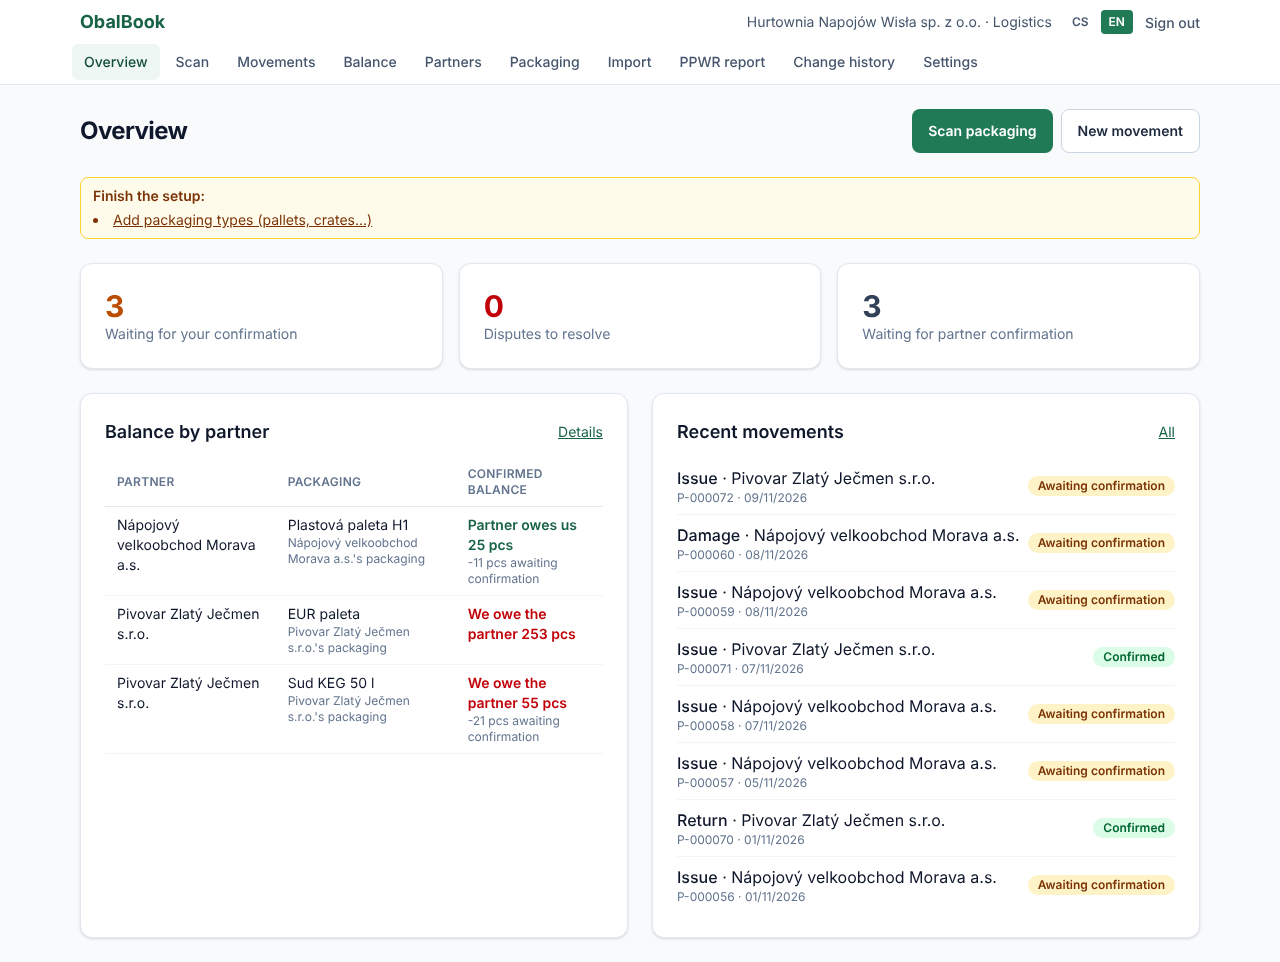 ObalBook
Hurtownia Napojów Wisła sp. z o.o. · Logistics
CS
EN
Sign out
Overview
Scan
Movements
Balance
Partners
Packaging
Import
PPWR report
Change history
Settings
Overview
Scan packaging
New movement
Finish the setup:
• Add packaging types (pallets, crates...)
3
Waiting for your confirmation
0
Disputes to resolve
3
Waiting for partner confirmation
Balance by partner
Details
PARTNER
PACKAGING
CONFIRMED
BALANCE
Nápojový
velkoobchod Morava
a.s.
Plastová paleta H1
Nápojový velkoobchod
Morava a.s.'s packaging
Partner owes us
25 pcs
-11 pcs awaiting
confirmation
Pivovar Zlatý Ječmen
s.r.o.
EUR paleta
Pivovar Zlatý Ječmen
s.r.o.'s packaging
We owe the
partner 253 pcs
Pivovar Zlatý Ječmen
s.r.o.
Sud KEG 50 l
Pivovar Zlatý Ječmen
s.r.o.'s packaging
We owe the
partner 55 pcs
-21 pcs awaiting
confirmation
Recent movements
All
Issue · Pivovar Zlatý Ječmen s.r.o.
P-000072 · 09/11/2026
Awaiting confirmation
Damage · Nápojový velkoobchod Morava a.s.
P-000060 · 08/11/2026
Awaiting confirmation
Issue · Nápojový velkoobchod Morava a.s.
P-000059 · 08/11/2026
Awaiting confirmation
Issue · Pivovar Zlatý Ječmen s.r.o.
P-000071 · 07/11/2026
Confirmed
Issue · Nápojový velkoobchod Morava a.s.
P-000058 · 07/11/2026
Awaiting confirmation
Issue · Nápojový velkoobchod Morava a.s.
P-000057 · 05/11/2026
Awaiting confirmation
Return · Pivovar Zlatý Ječmen s.r.o.
P-000070 · 01/11/2026
Confirmed
Issue · Nápojový velkoobchod Morava a.s.
P-000056 · 01/11/2026
Awaiting confirmation